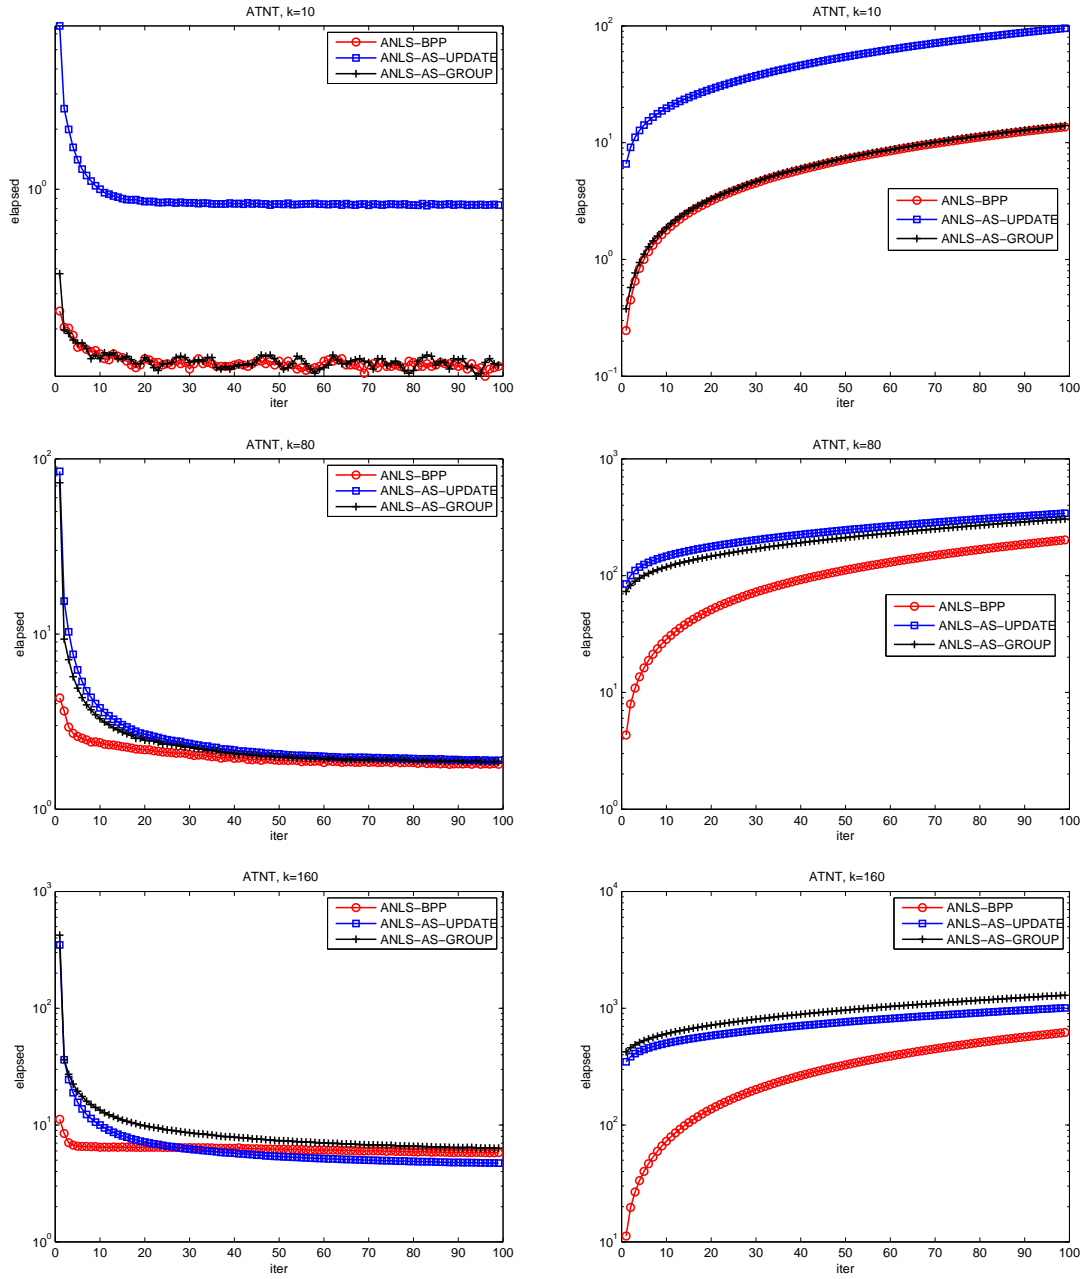 ATNT, k=10
ANLS−BPP
ANLS−AS−UPDATE
ANLS−AS−GROUP
10^0
elapsed
0 10 20 30 40 50 60 70 80 90 100
iter
ATNT, k=10
10^2
10^1
10^0
10^−1
ANLS−BPP
ANLS−AS−UPDATE
ANLS−AS−GROUP
elapsed
0 10 20 30 40 50 60 70 80 90 100
iter
ATNT, k=80
10^2
10^1
10^0
ANLS−BPP
ANLS−AS−UPDATE
ANLS−AS−GROUP
elapsed
0 10 20 30 40 50 60 70 80 90 100
iter
ATNT, k=80
10^3
10^2
10^1
10^0
ANLS−BPP
ANLS−AS−UPDATE
ANLS−AS−GROUP
elapsed
0 10 20 30 40 50 60 70 80 90 100
iter
ATNT, k=160
10^3
10^2
10^1
10^0
ANLS−BPP
ANLS−AS−UPDATE
ANLS−AS−GROUP
elapsed
0 10 20 30 40 50 60 70 80 90 100
iter
ATNT, k=160
10^4
10^3
10^2
10^1
ANLS−BPP
ANLS−AS−UPDATE
ANLS−AS−GROUP
elapsed
0 10 20 30 40 50 60 70 80 90 100
iter